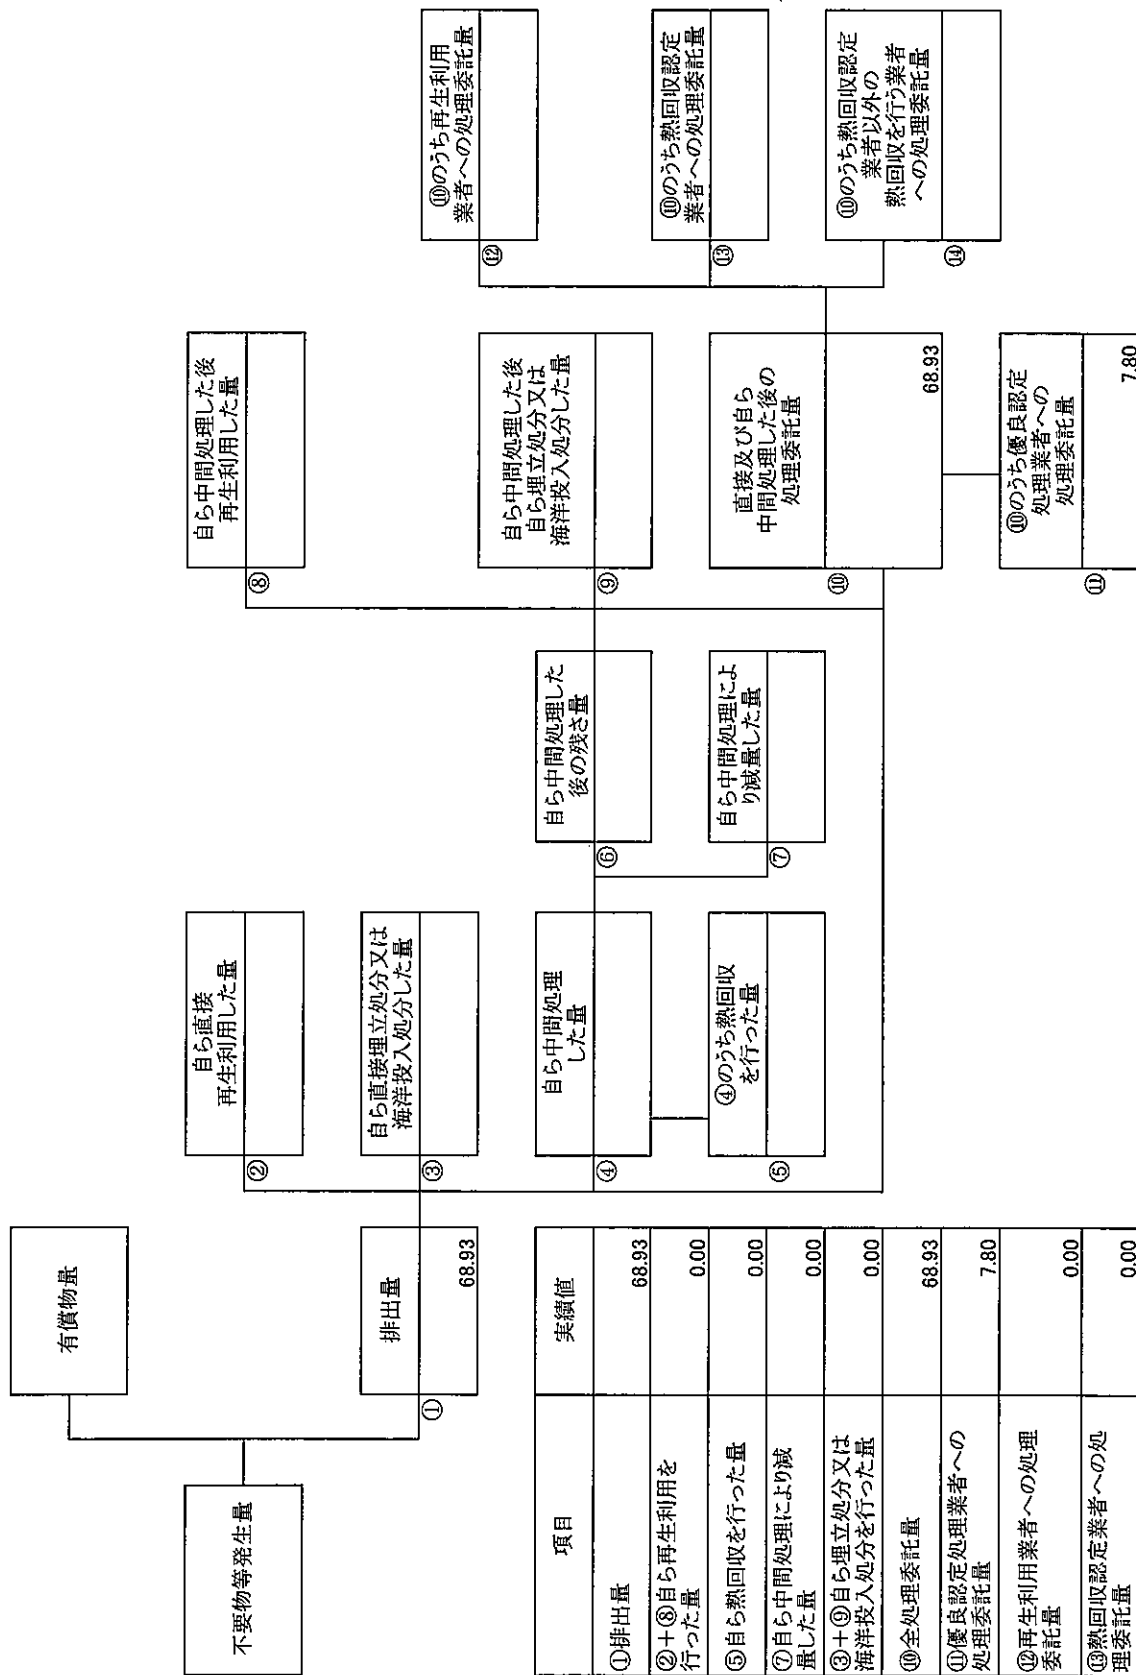 不要物等発生量
有償物量
①
排出量
68.93
②
自ら直接
再生利用した量
③
自ら直接埋立処分又は
海洋投入処分した量
④
自ら中間処理
した量
⑤
④のうち熱回収
を行った量
⑥
自ら中間処理した
後の残さ量
⑦
自ら中間処理によ
り減量した量
⑧
自ら中間処理した後
再生利用した量
⑨
自ら中間処理した後
自ら埋立処分又は
海洋投入処分した量
⑩
直接及び自ら
中間処理した後の
処理委託量
68.93
⑪
⑩のうち優良認定
処理業者への
処理委託量
7.80
⑫
⑩のうち再生利用
業者への処理委託量
⑬
⑩のうち熱回収認定
業者への処理委託量
⑭
⑩のうち熱回収認定
業者以外の
熱回収を行う業者
への処理委託量
項目
実績値
①排出量
68.93
②+⑧自ら再生利用を
行った量
0.00
⑤自ら熱回収を行った量
0.00
⑦自ら中間処理により減
量した量
0.00
③+⑨自ら埋立処分又は
海洋投入処分を行った量
0.00
⑩全処理委託量
68.93
⑪優良認定処理業者への
処理委託量
7.80
⑫再生利用業者への処理
委託量
0.00
⑬熱回収認定業者への処
理委託量
0.00